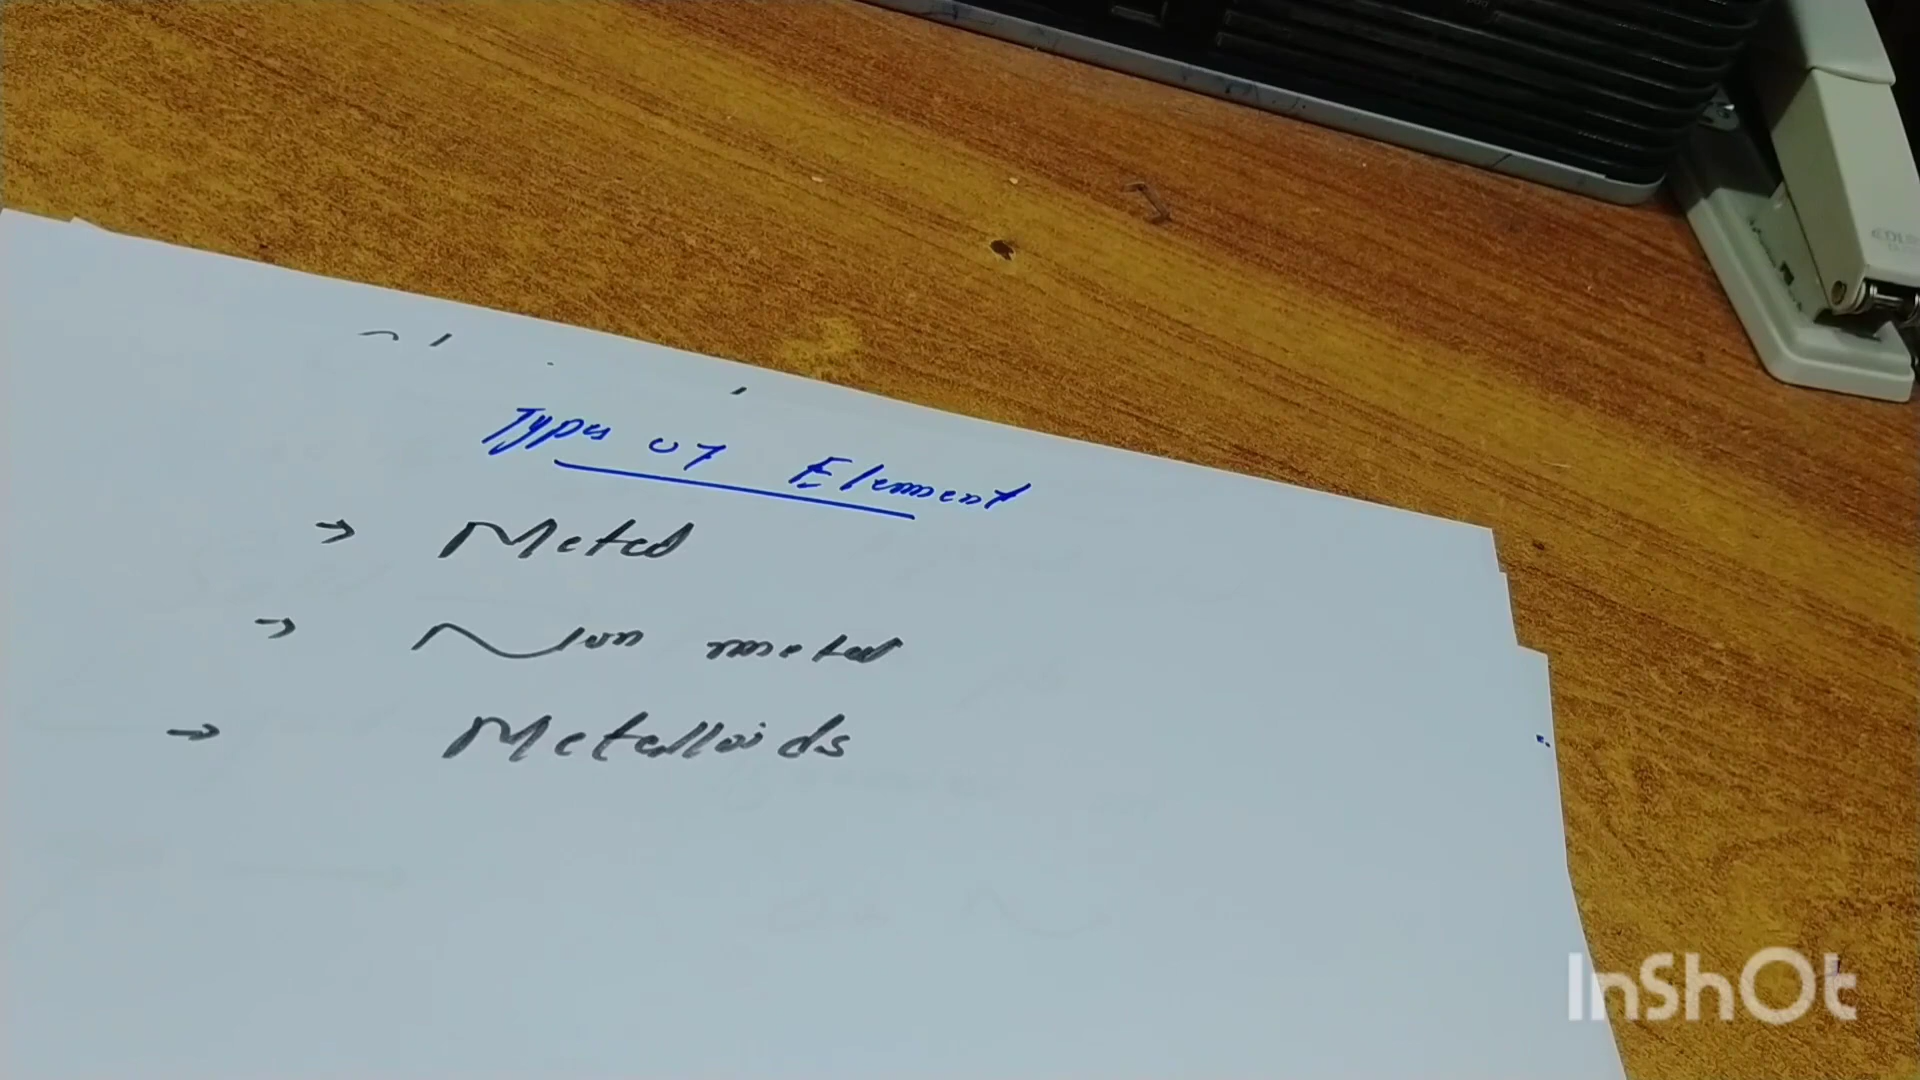 Types of Element
→ Metal
→ Non metal
→ Metalloids
InShOt